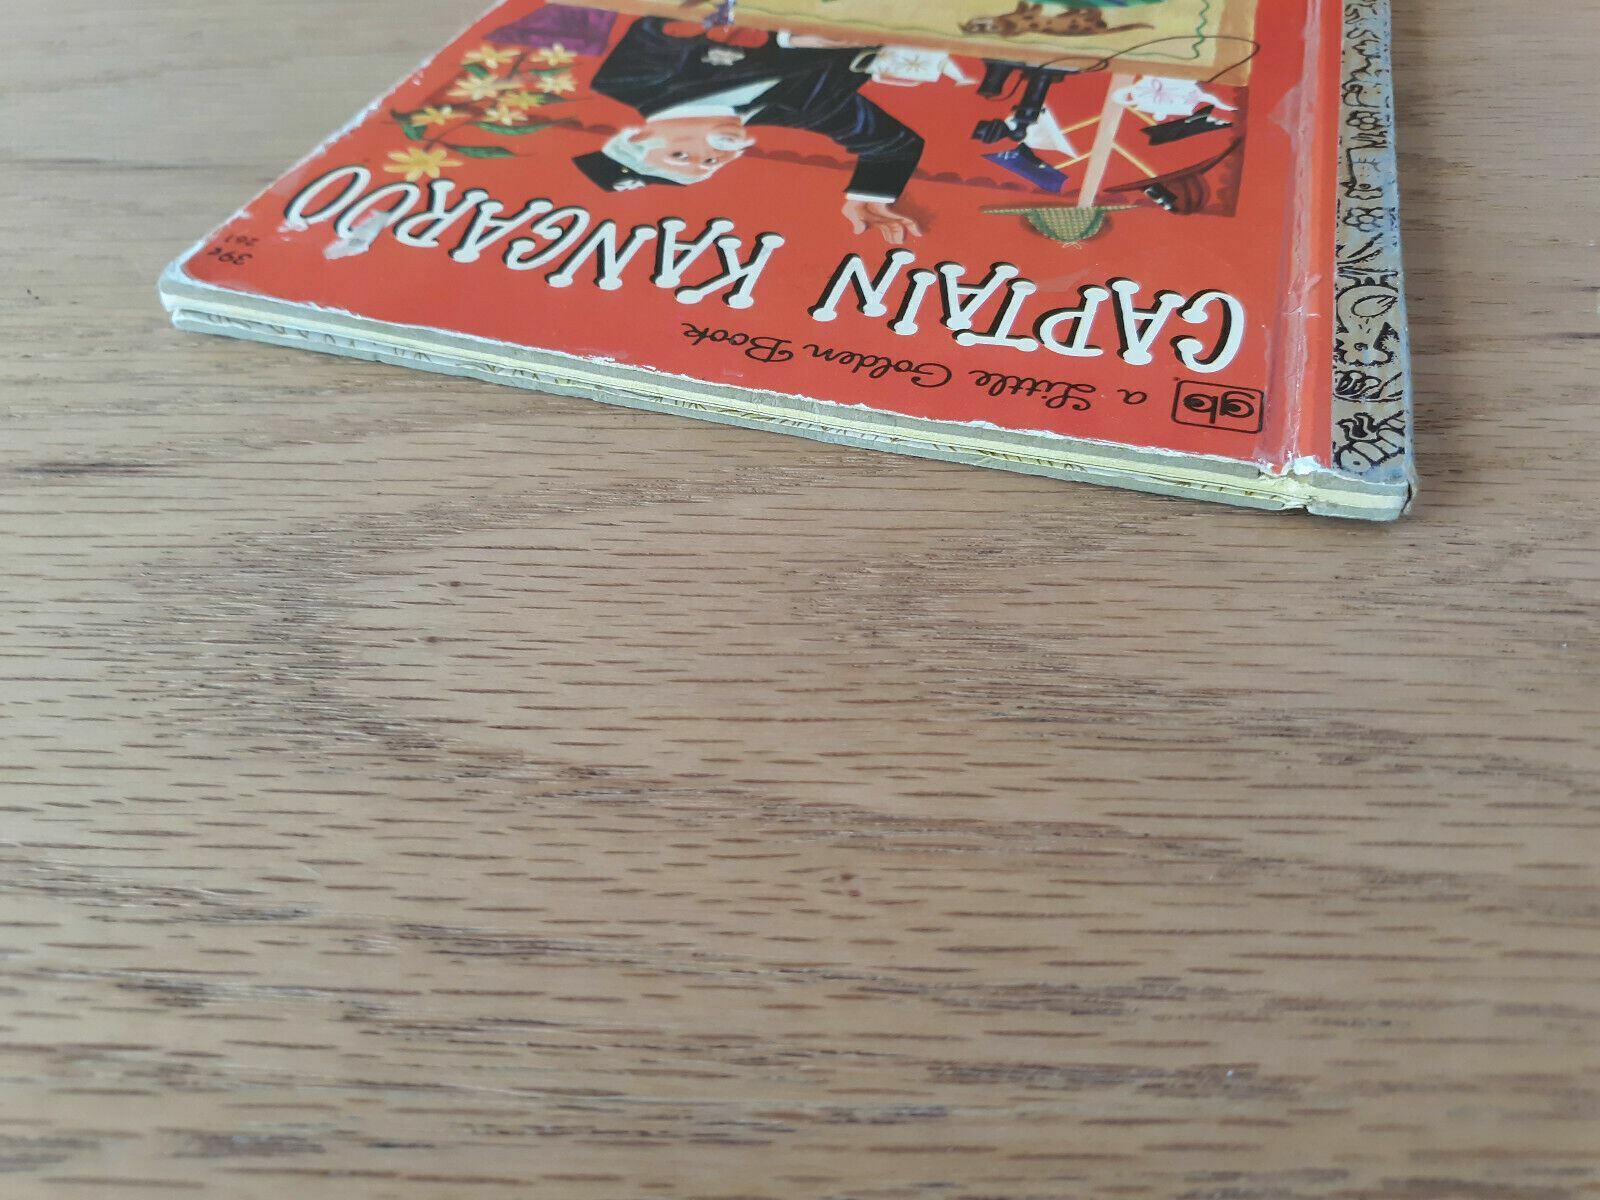 gb a Little Golden Book
39¢
261
CAPTAIN KANGAROO